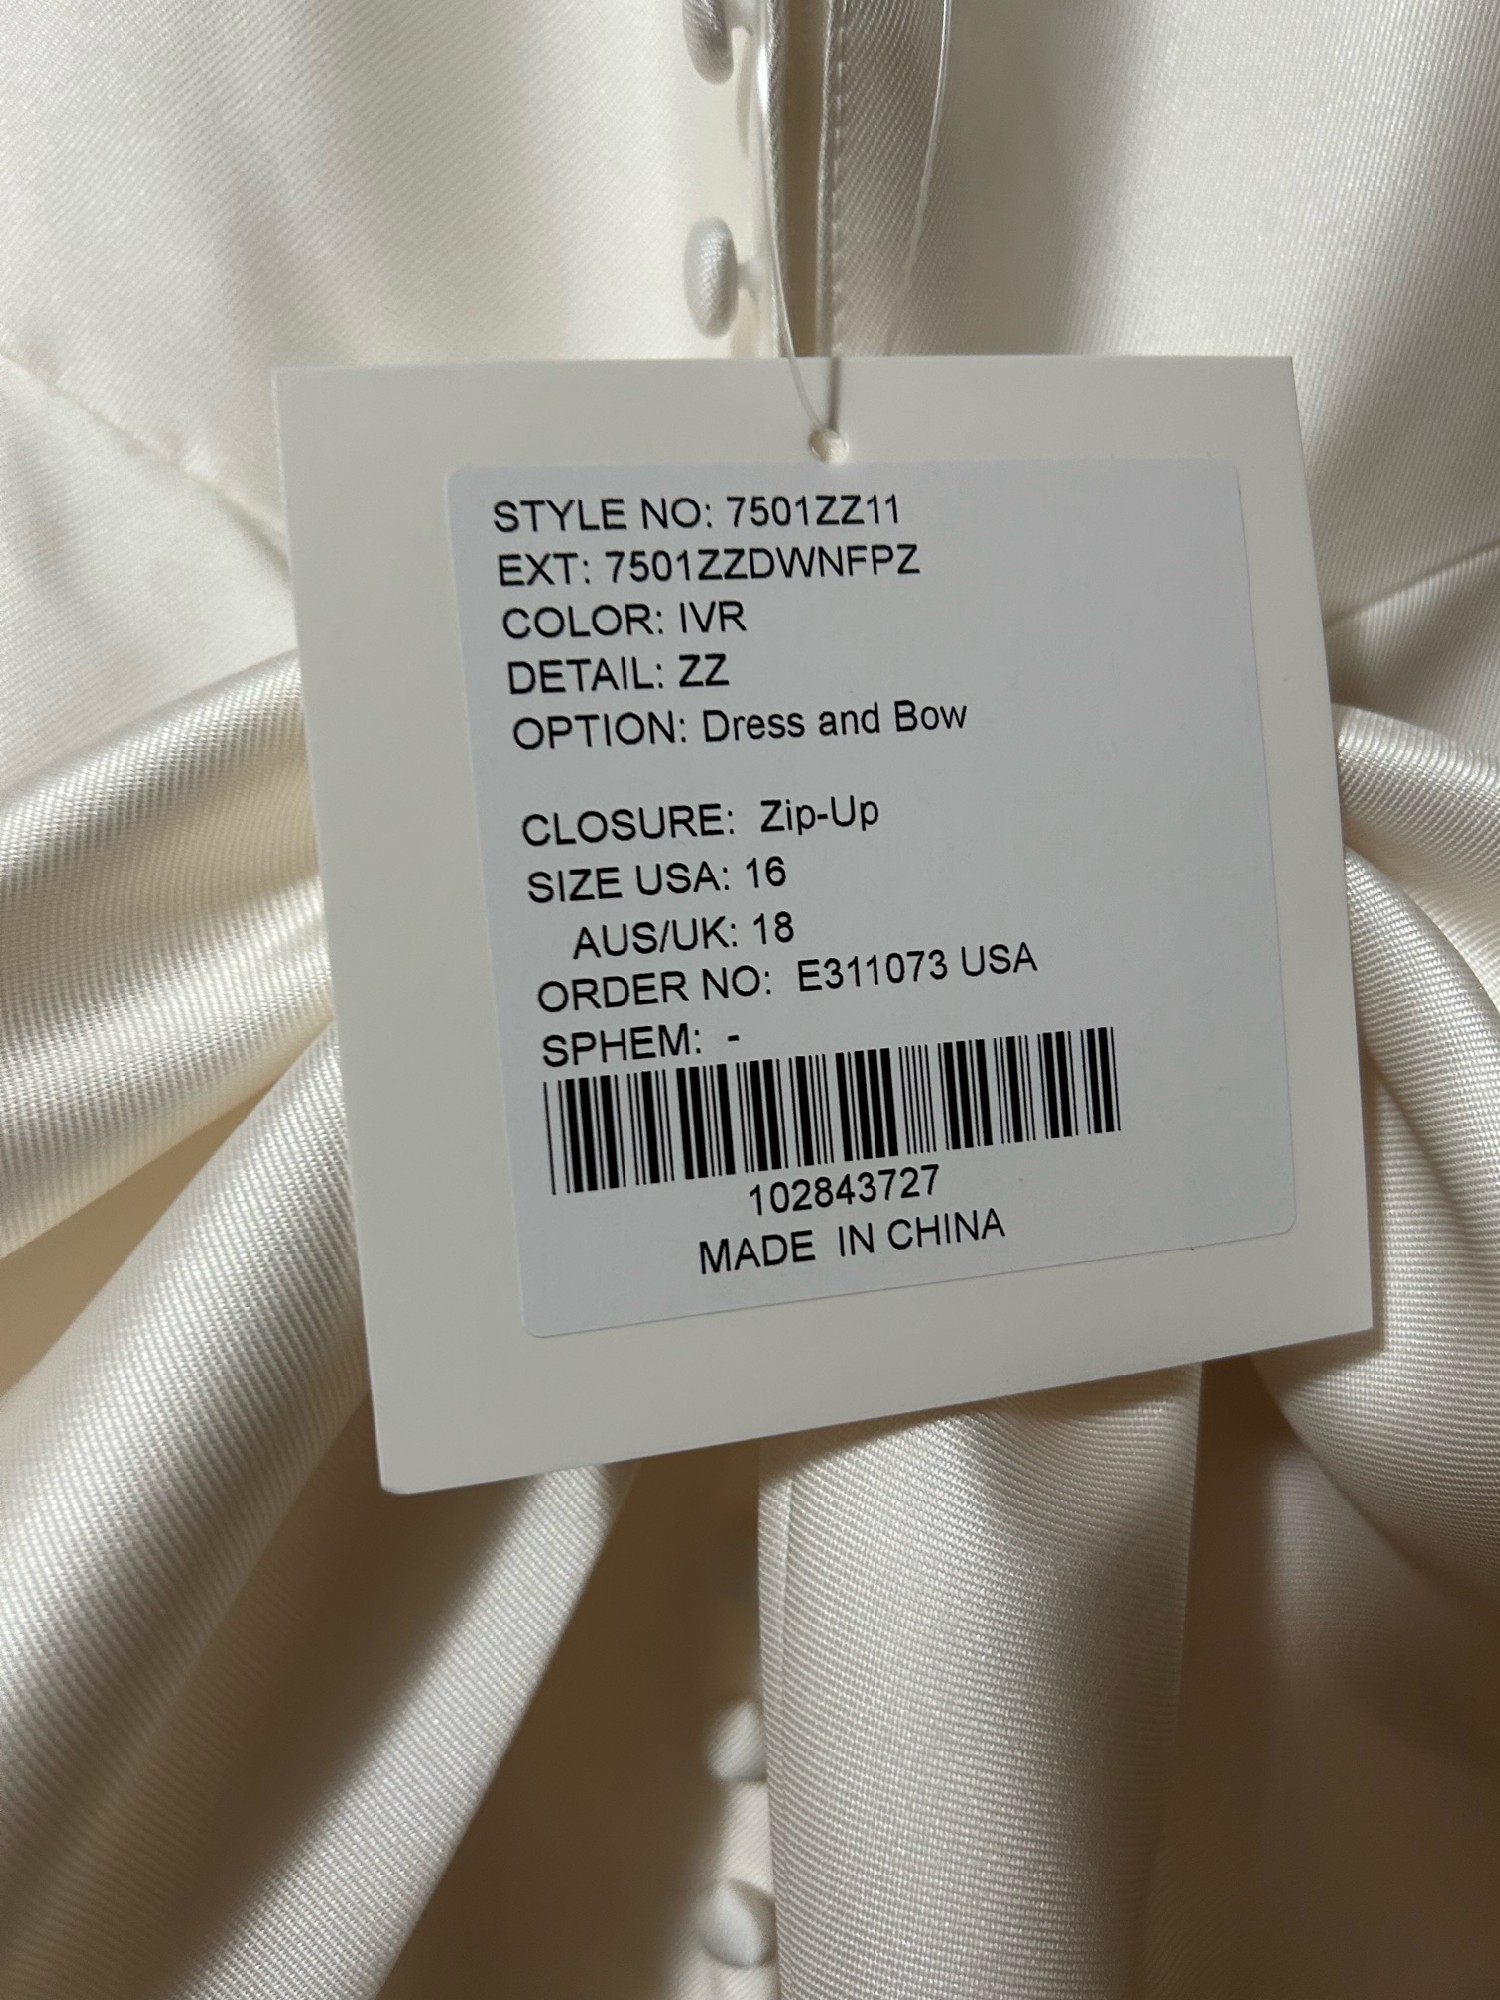 STYLE NO: 7501ZZ11
EXT: 7501ZZDWNFPZ
COLOR: IVR
DETAIL: ZZ
OPTION: Dress and Bow
CLOSURE: Zip-Up
SIZE USA: 16
AUS/UK: 18
ORDER NO: E311073 USA
SPHEM: -
102843727
MADE IN CHINA